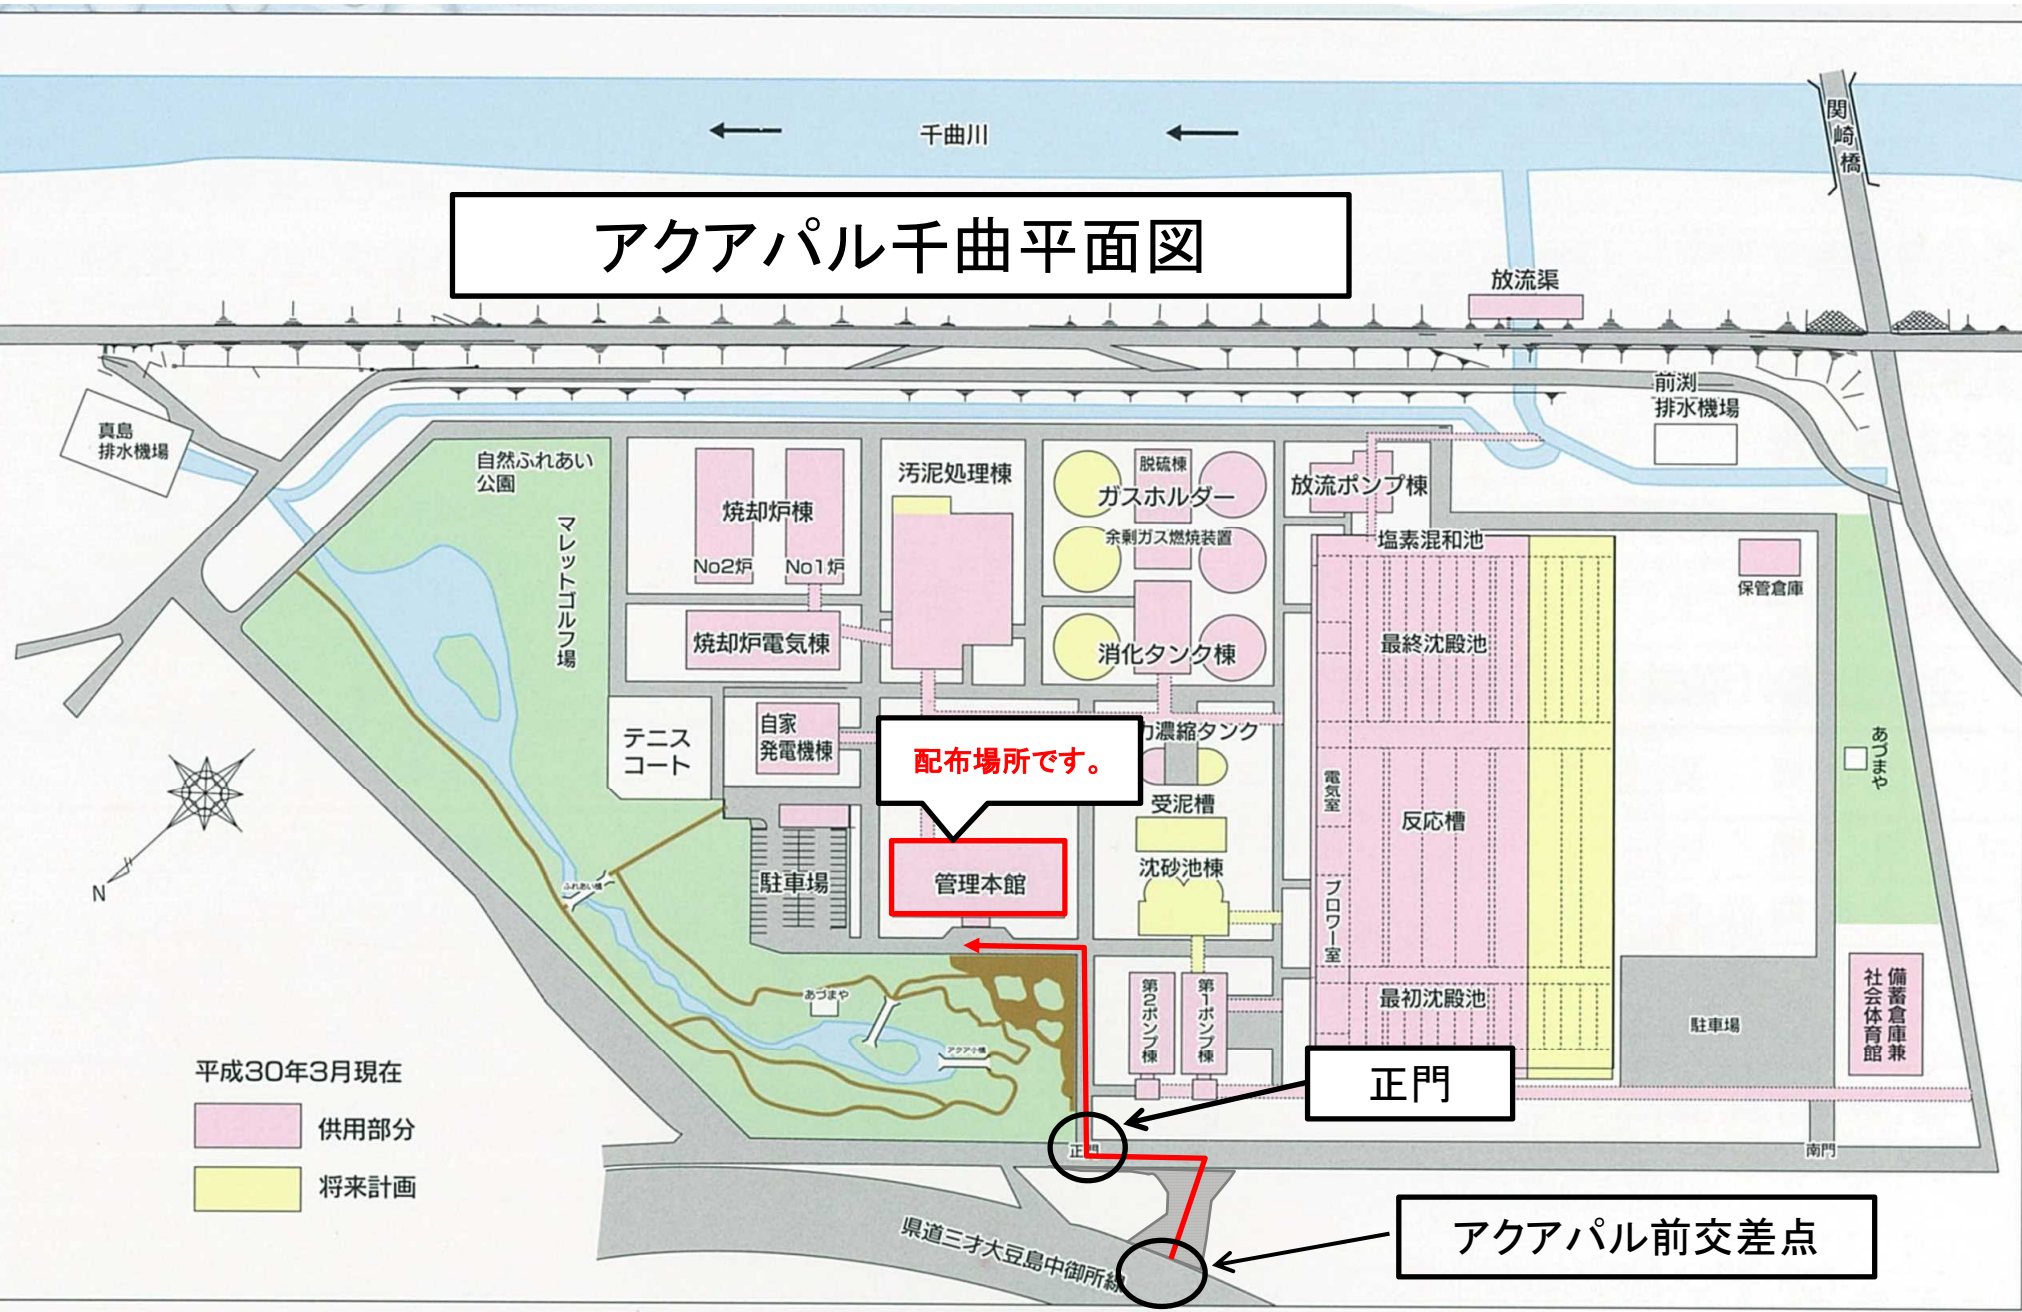 千曲川
関崎橋
アクアパル千曲平面図
放流渠
前渕
排水機場
真島
排水機場
自然ふれあい
公園
マレットゴルフ場
焼却炉棟
No2炉
No1炉
焼却炉電気棟
汚泥処理棟
脱硫棟
ガスホルダー
余剰ガス燃焼装置
消化タンク棟
放流ポンプ棟
塩素混和池
最終沈殿池
保管倉庫
テニス
コート
自家
発電機棟
配布場所です。
力濃縮タンク
受泥槽
沈砂池棟
電気室
反応槽
ブロワー室
あづまや
駐車場
管理本館
ふれあい橋
N
あづまや
アクア小橋
第2ポンプ棟
第1ポンプ棟
最初沈殿池
駐車場
備蓄倉庫兼
社会体育館
平成30年3月現在
供用部分
将来計画
正門
正門
南門
県道三才大豆島中御所線
アクアパル前交差点